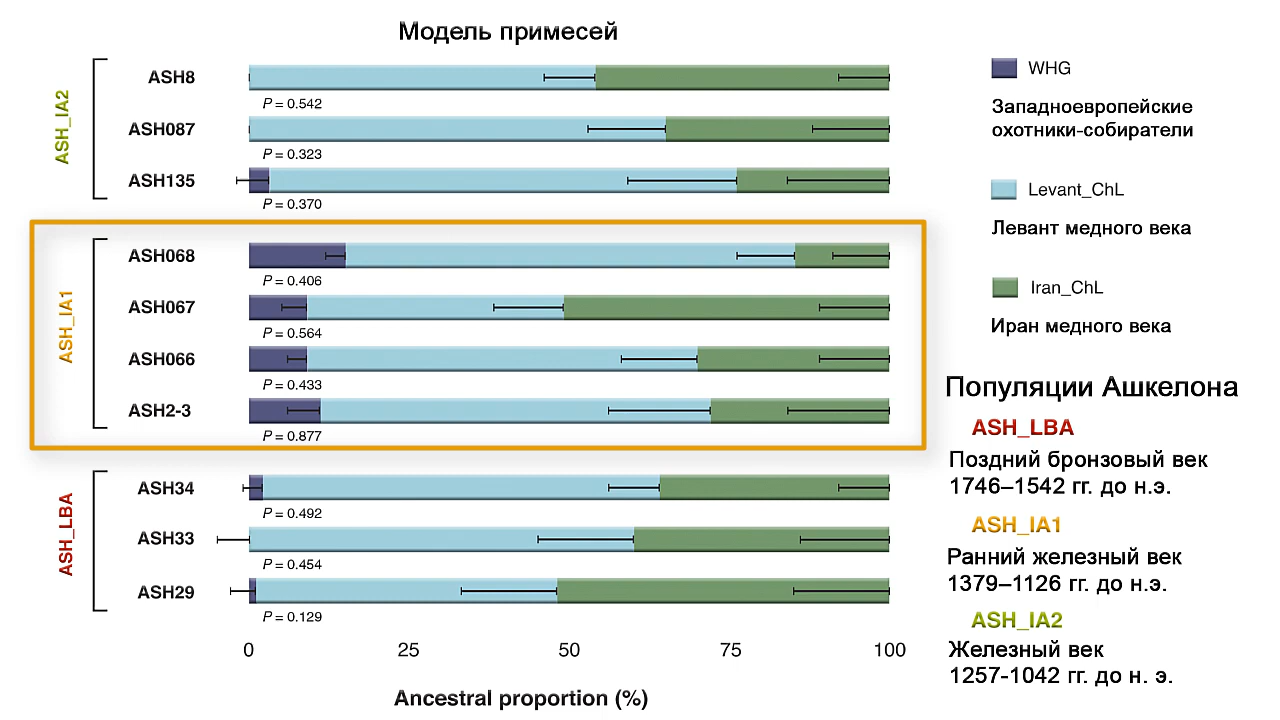 Модель примесей
ASH_IA2
ASH8
P = 0.542
ASH087
P = 0.323
ASH135
P = 0.370
ASH_IA1
ASH068
P = 0.406
ASH067
P = 0.564
ASH066
P = 0.433
ASH2-3
P = 0.877
ASH_LBA
ASH34
P = 0.492
ASH33
P = 0.454
ASH29
P = 0.129
0 25 50 75 100
Ancestral proportion (%)
WHG
Западноевропейские
охотники-собиратели
Levant_ChL
Левант медного века
Iran_ChL
Иран медного века
Популяции Ашкелона
ASH_LBA
Поздний бронзовый век
1746–1542 гг. до н.э.
ASH_IA1
Ранний железный век
1379–1126 гг. до н.э.
ASH_IA2
Железный век
1257-1042 гг. до н. э.